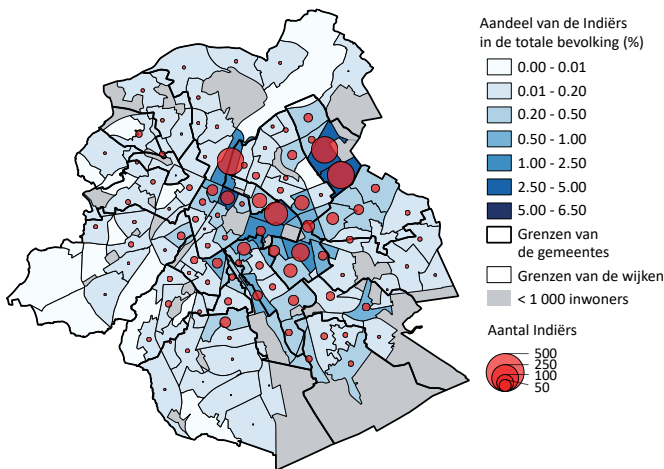 Aandeel van de Indiërs
in de totale bevolking (%)
0.00 - 0.01
0.01 - 0.20
0.20 - 0.50
0.50 - 1.00
1.00 - 2.50
2.50 - 5.00
5.00 - 6.50
Grenzen van
de gemeentes
Grenzen van de wijken
< 1 000 inwoners
Aantal Indiërs
500
250
100
50